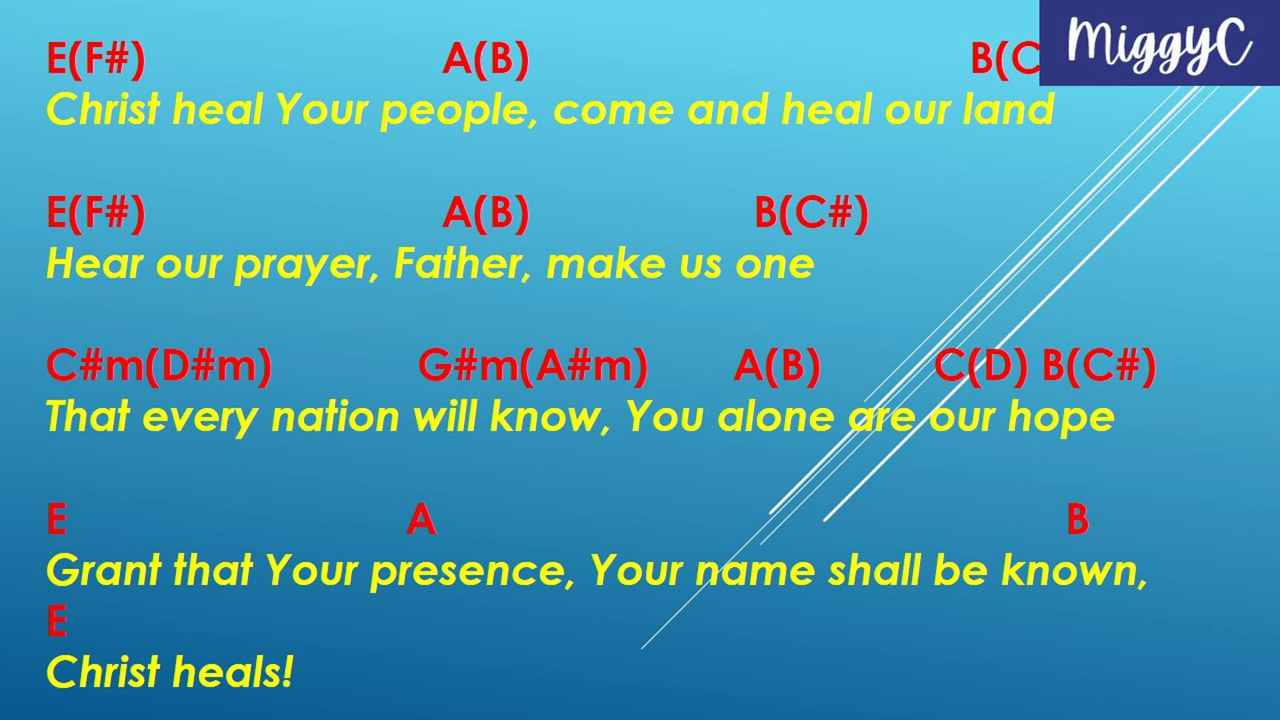 MiggyC
E(F#) A(B) B(C
Christ heal Your people, come and heal our land
E(F#) A(B) B(C#)
Hear our prayer, Father, make us one
C#m(D#m) G#m(A#m) A(B) C(D) B(C#)
That every nation will know, You alone are our hope
E A B
Grant that Your presence, Your name shall be known,
E
Christ heals!